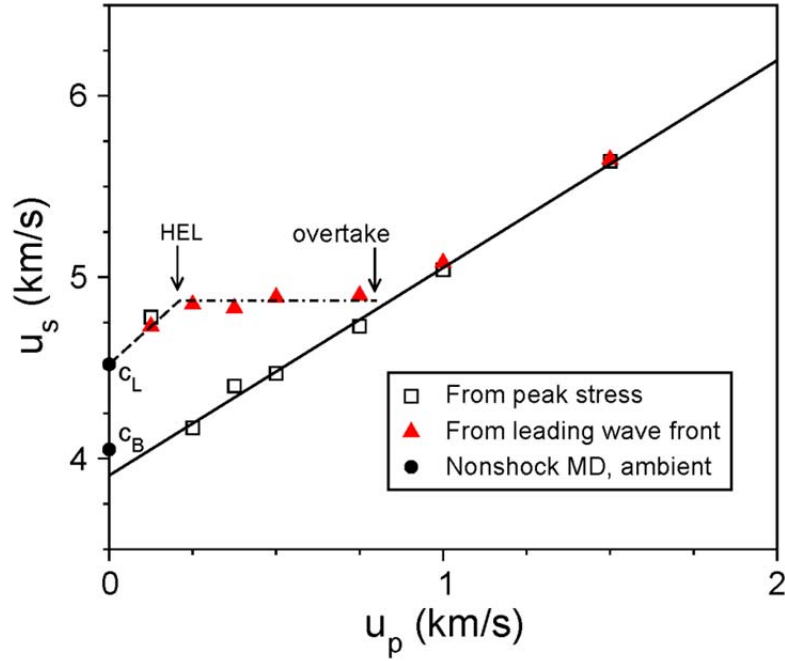 6
5
4
u_s (km/s)
HEL
overtake
c_L
c_B
From peak stress
From leading wave front
Nonshock MD, ambient
0
1
2
u_p (km/s)